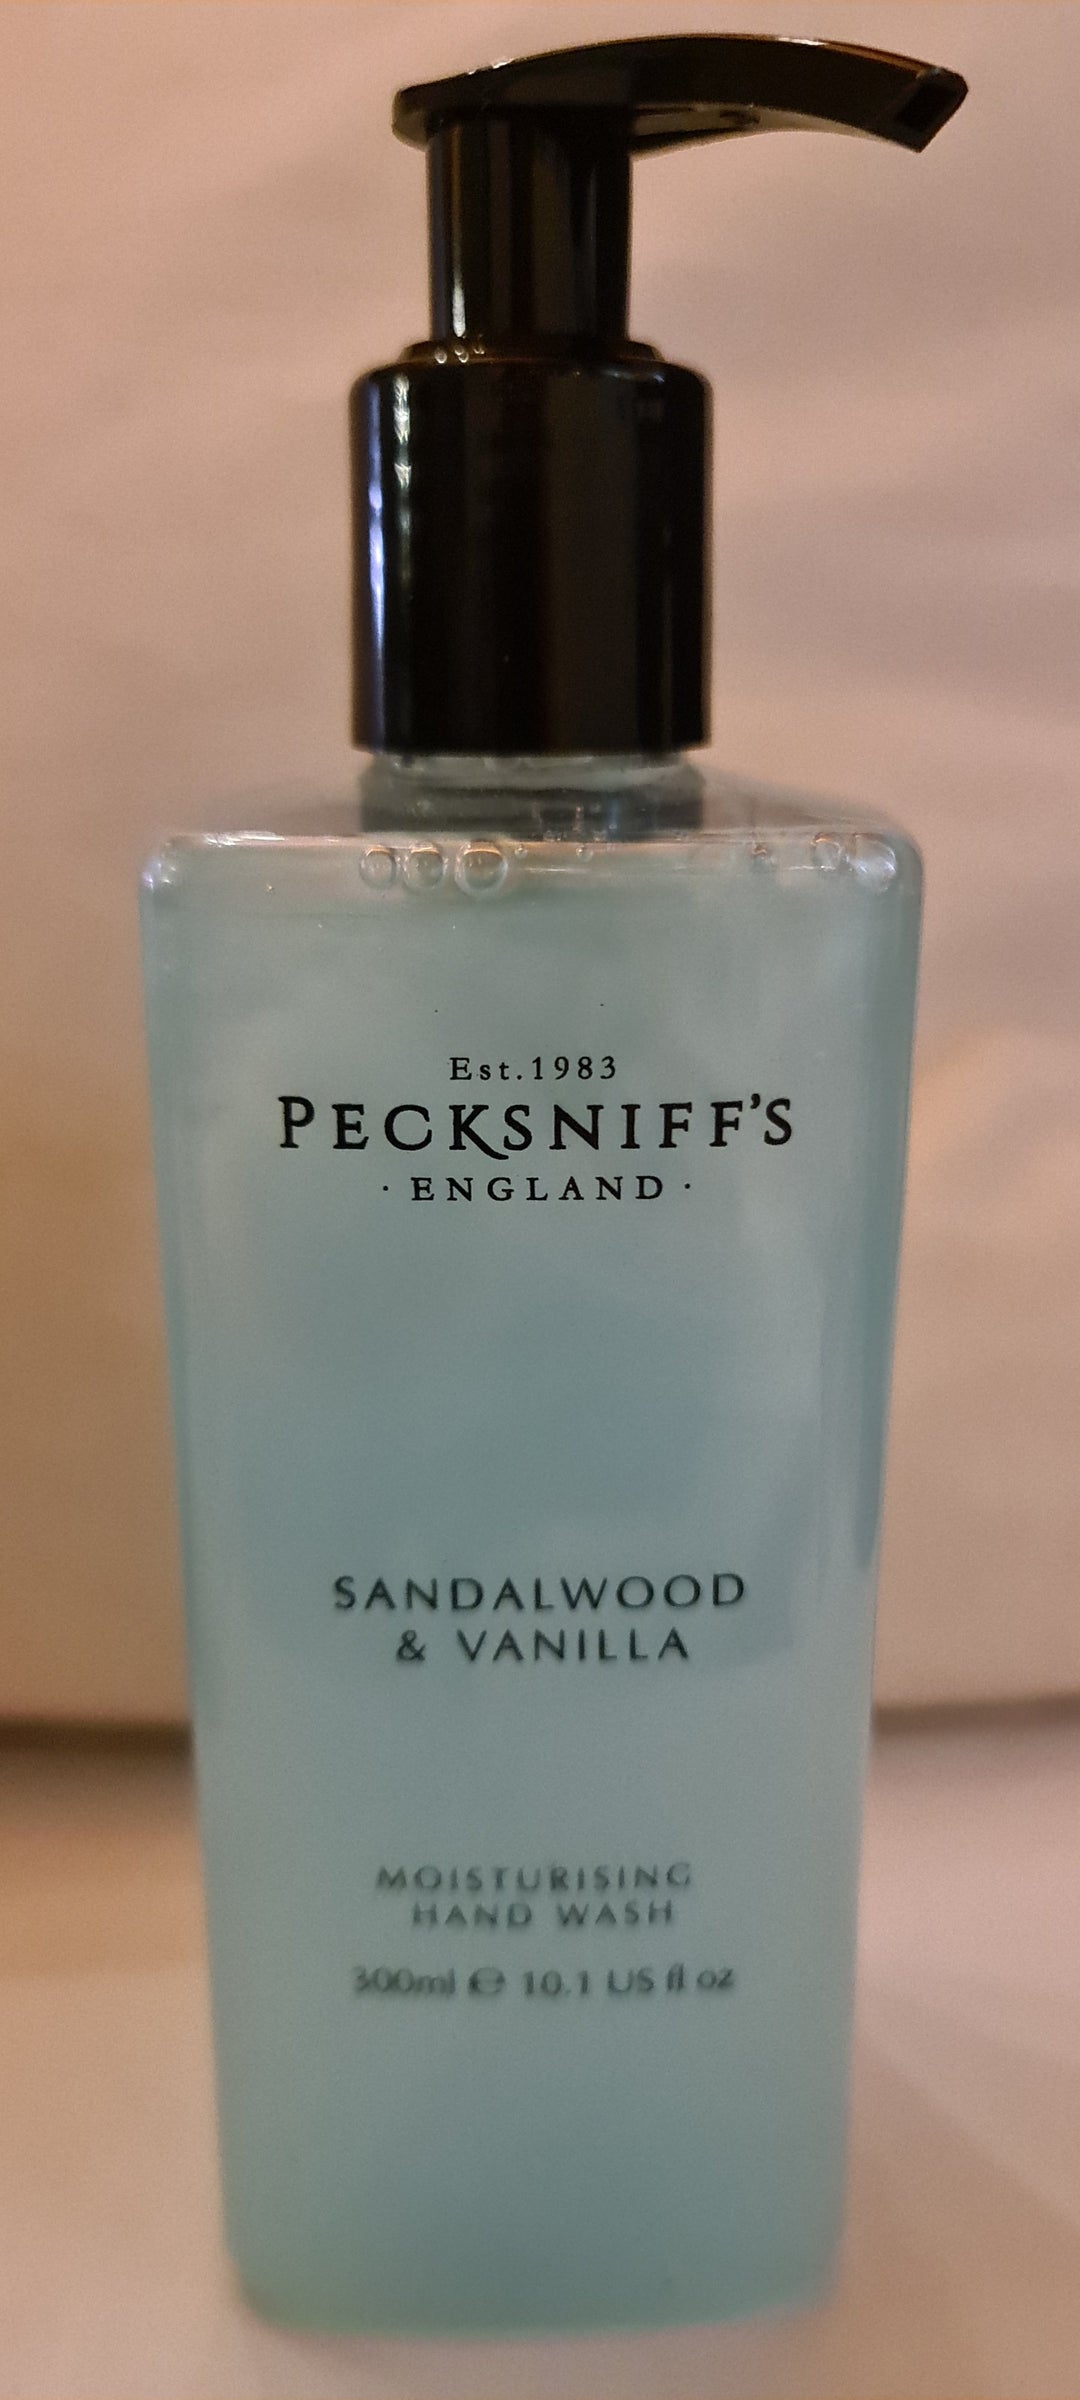 Est.1983
PECKSNIFF'S
· ENGLAND ·
SANDALWOOD
& VANILLA
MOISTURISING
HAND WASH
300ml ℮ 10.1 US fl oz